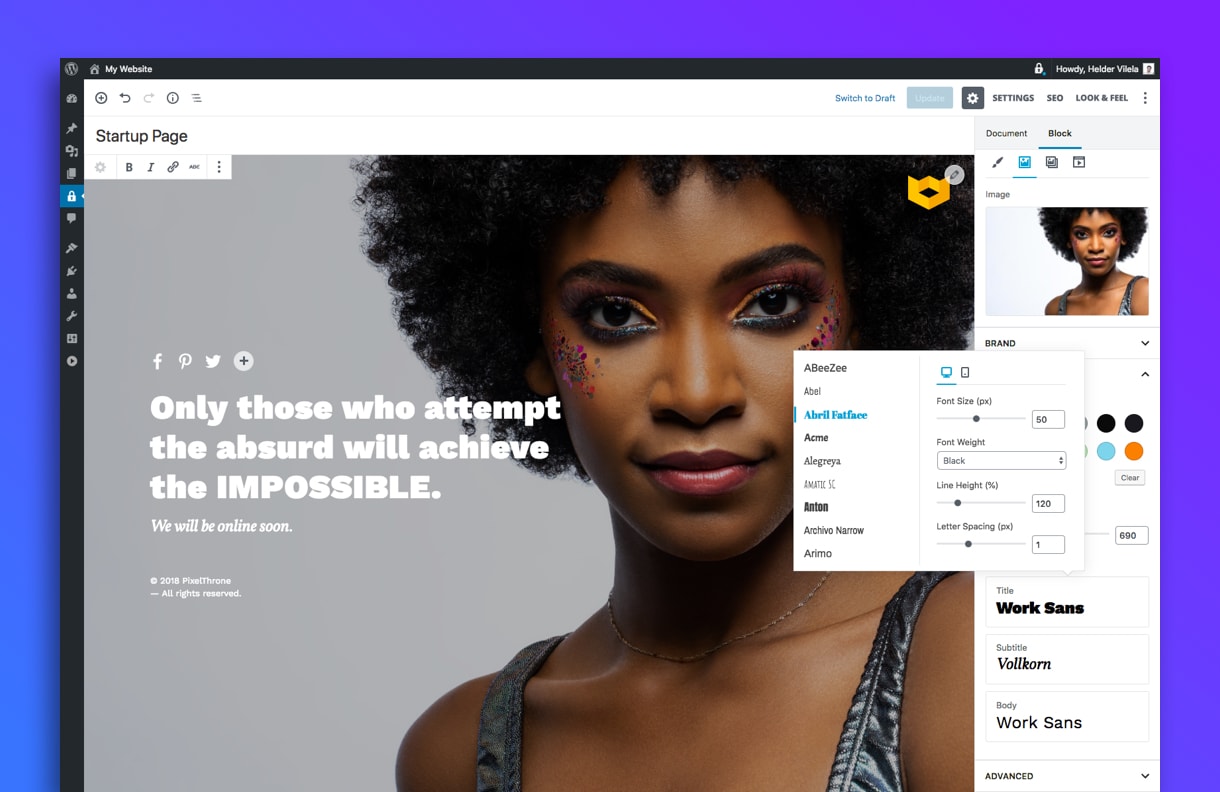 My Website
Howdy, Helder Vilela
Switch to Draft
Update
SETTINGS
SEO
LOOK & FEEL
Startup Page
Document
Block
B I ABC
Image
BRAND
Only those who attempt
the absurd will achieve
the IMPOSSIBLE.
We will be online soon.
© 2018 PixelThrone
— All rights reserved.
ABeeZee
Abel
Abril Fatface
Acme
Alegreya
Amatic SC
Anton
Archivo Narrow
Arimo
Font Size (px)
50
Font Weight
Black
Line Height (%)
120
Letter Spacing (px)
1
Clear
690
Title
Work Sans
Subtitle
Vollkorn
Body
Work Sans
ADVANCED